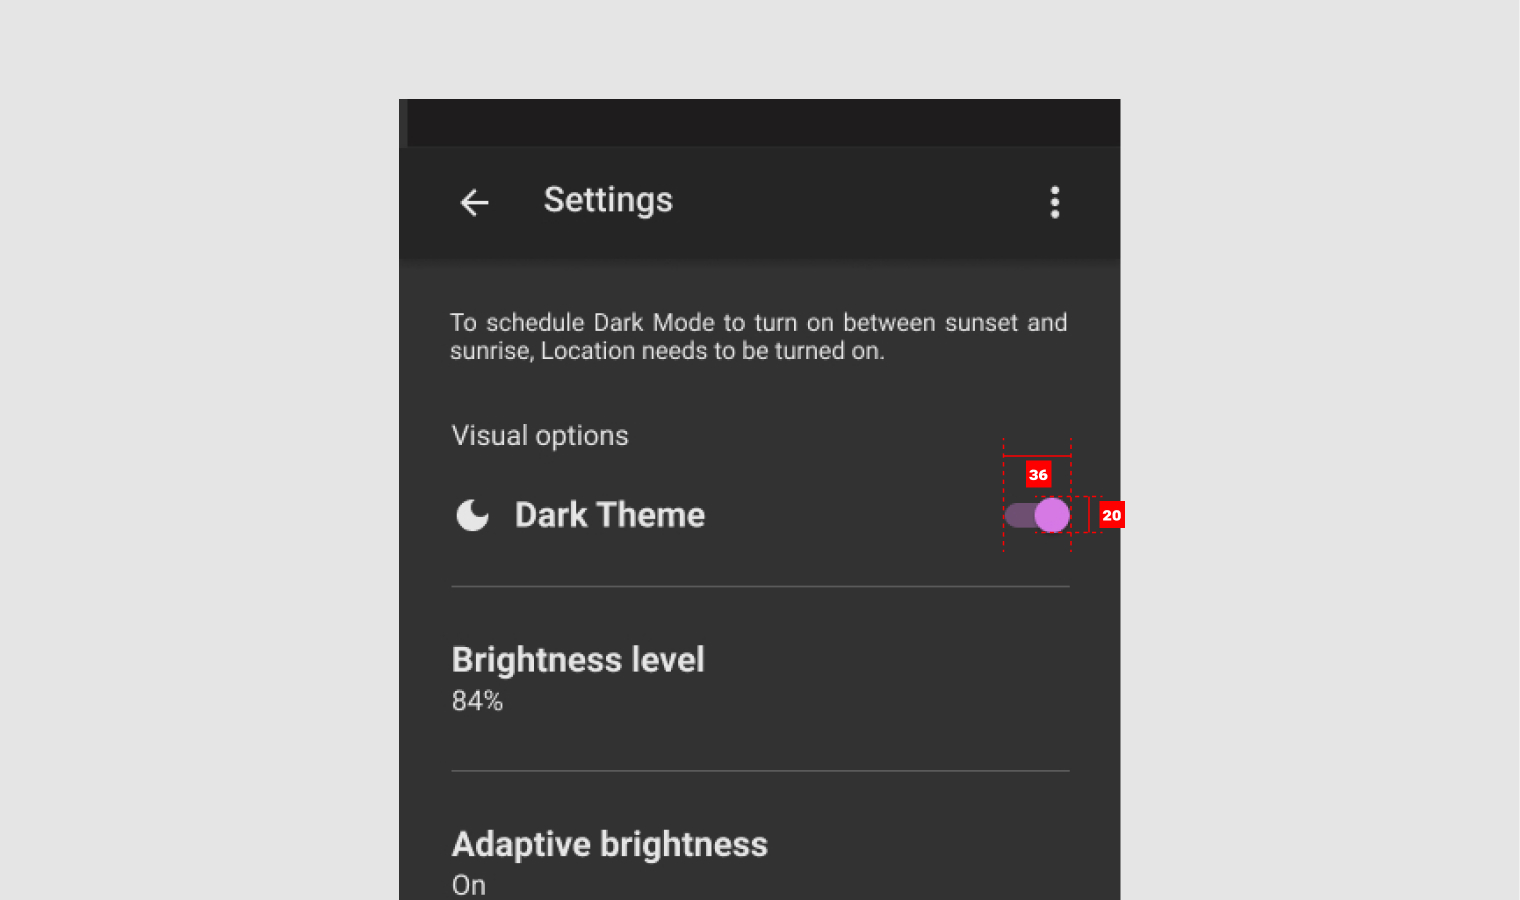 Settings
To schedule Dark Mode to turn on between sunset and
sunrise, Location needs to be turned on.
Visual options
36
Dark Theme
20
Brightness level
84%
Adaptive brightness
On